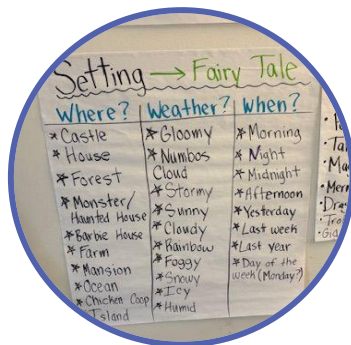 Setting → Fairy Tale
Where? Weather? When?
* Castle
* House
* Forest
* Monster/
Haunted House
* Barbie House
* Farm
* Mansion
* Ocean
* Chicken Coop
Island
* Gloomy
* Numbos
Cloud
* Stormy
* Sunny
* Cloudy
* Rainbow
* Foggy
* Snowy
* Icy
* Humid
* Morning
* Night
* Midnight
* Afternoon
* Yesterday
* Last week
* Last year
* Day of the
week (Monday?)